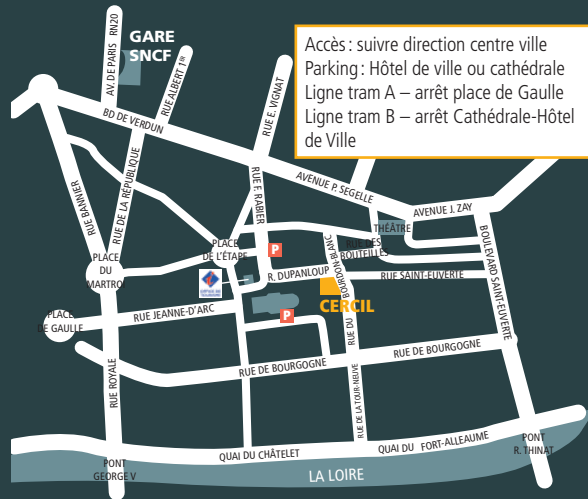 GARE
SNCF
AV. DE PARIS RN20
RUE ALBERT 1ER
RUE E. VIGNAT
Accès : suivre direction centre ville
Parking : Hôtel de ville ou cathédrale
Ligne tram A – arrêt place de Gaulle
Ligne tram B – arrêt Cathédrale-Hôtel
de Ville
BD DE VERDUN
RUE BANNIER
RUE DE LA RÉPUBLIQUE
RUE F. RABIER
AVENUE P. SEGELLE
AVENUE J. ZAY
THÉÂTRE
RUE DES
BOUTEILLES
BOULEVARD SAINT-EUVERTE
PLACE
DE L'ÉTAPE
P
PLACE
DU
MARTROI
R. DUPANLOUP
RUE DU BOURDON-BLANC
RUE SAINT-EUVERTE
CERCIL
PLACE
DE GAULLE
RUE JEANNE-D'ARC
P
RUE ROYALE
RUE DE BOURGOGNE
RUE DE BOURGOGNE
RUE DE LA TOUR-NEUVE
QUAI DU CHÂTELET
QUAI DU FORT-ALLEAUME
PONT
GEORGE V
PONT
R. THINAT
LA LOIRE